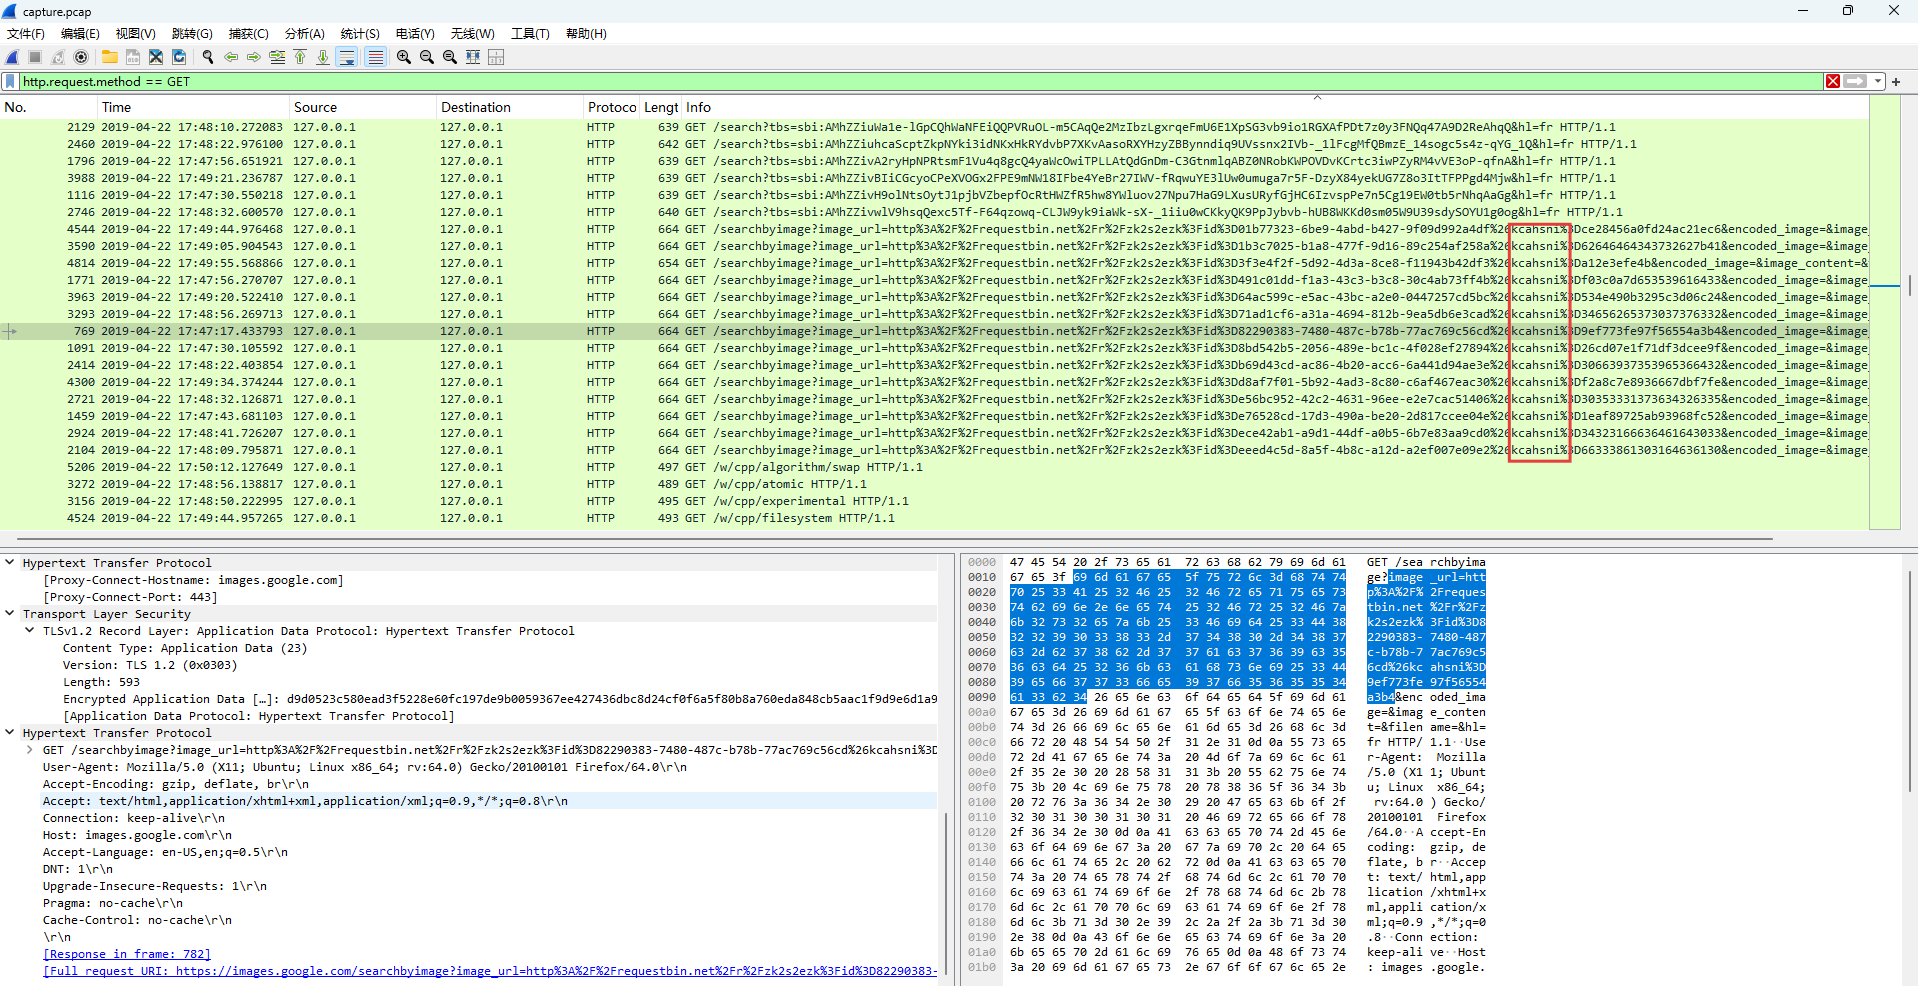 capture.pcap
文件(F) 编辑(E) 视图(V) 跳转(G) 捕获(C) 分析(A) 统计(S) 电话(Y) 无线(W) 工具(T) 帮助(H)
http.request.method == GET
No. Time Source Destination Protoco Lengt Info
2129 2019-04-22 17:48:10.272083 127.0.0.1 127.0.0.1 HTTP 639 GET /search?tbs=sbi:AMhZZiuWa1e-lGpCQhWaNFEiQQPVRuOL-m5CAqQe2MzIbzLgxrqeFmU6E1XpSG3vb9io1RGXAfPDt7z0y3FNQq47A9D2ReAhqQ&hl=fr HTTP/1.1
2460 2019-04-22 17:48:22.976100 127.0.0.1 127.0.0.1 HTTP 642 GET /search?tbs=sbi:AMhZZiuhcaScptZkpNYki3idNKxHkRYdvbP7XKvAasoRXYHzyZBBynndiq9UVssnx2IVb-_1lFcgMfQBmzE_14sogc5s4z-qYG_1Q&hl=fr HTTP/1.1
1796 2019-04-22 17:47:56.651921 127.0.0.1 127.0.0.1 HTTP 639 GET /search?tbs=sbi:AMhZZivA2ryHpNPRtsmF1Vu4q8gcQ4yaWcOwiTPLLAtQdGnDm-C3GtnmlqABZ0NRobKWPOVDvKCrtc3iwPZyRM4vVE3oP-qfnA&hl=fr HTTP/1.1
3988 2019-04-22 17:49:21.236787 127.0.0.1 127.0.0.1 HTTP 639 GET /search?tbs=sbi:AMhZZivBIiCGcyoCPeXVOGx2FPE9mNW18IFbe4YeBr27IWV-fRqwuYE3lUw0umuga7r5F-DzyX84yekUG7Z8o3ItTFPPgd4Mjw&hl=fr HTTP/1.1
1116 2019-04-22 17:47:30.550218 127.0.0.1 127.0.0.1 HTTP 639 GET /search?tbs=sbi:AMhZZivH9olNtsOytJ1pjbVZbepfOcRtHWZfR5hw8YWluov27Npu7HaG9LXusURyfGjHC6IzvspPe7n5Cg19EW0tb5rNhqAaGg&hl=fr HTTP/1.1
2746 2019-04-22 17:48:32.600570 127.0.0.1 127.0.0.1 HTTP 640 GET /search?tbs=sbi:AMhZZivwlV9hsqQexc5Tf-F64qzowq-CLJW9yk9iaWk-sX-_1iiu0wCKkyQK9PpJybvb-hUB8WKKd0sm05W9U39sdySOYU1g0og&hl=fr HTTP/1.1
4544 2019-04-22 17:49:44.976468 127.0.0.1 127.0.0.1 HTTP 664 GET /searchbyimage?image_url=http%3A%2F%2Frequestbin.net%2Fr%2Fzk2s2ezk%3Fid%3D01b77323-6be9-4abd-b427-9f09d992a4df%26kcahsni%3Dce28456a0fd24ac21ec6&encoded_image=&image_
3590 2019-04-22 17:49:05.904543 127.0.0.1 127.0.0.1 HTTP 664 GET /searchbyimage?image_url=http%3A%2F%2Frequestbin.net%2Fr%2Fzk2s2ezk%3Fid%3D1b3c7025-b1a8-477f-9d16-89c254af258a%26kcahsni%3D62646464343732627b41&encoded_image=&image_
4814 2019-04-22 17:49:55.568866 127.0.0.1 127.0.0.1 HTTP 654 GET /searchbyimage?image_url=http%3A%2F%2Frequestbin.net%2Fr%2Fzk2s2ezk%3Fid%3D3f3e4f2f-5d92-4d3a-8ce8-f11943b42df3%26kcahsni%3Da12e3efe4b&encoded_image=&image_content=&
1771 2019-04-22 17:47:56.270707 127.0.0.1 127.0.0.1 HTTP 664 GET /searchbyimage?image_url=http%3A%2F%2Frequestbin.net%2Fr%2Fzk2s2ezk%3Fid%3D491c01dd-f1a3-43c3-b3c8-30c4ab73ff4b%26kcahsni%3Df03c0a7d653539616433&encoded_image=&image_
3963 2019-04-22 17:49:20.522410 127.0.0.1 127.0.0.1 HTTP 664 GET /searchbyimage?image_url=http%3A%2F%2Frequestbin.net%2Fr%2Fzk2s2ezk%3Fid%3D64ac599c-e5ac-43bc-a2e0-0447257cd5bc%26kcahsni%3D534e490b3295c3d06c24&encoded_image=&image_
3293 2019-04-22 17:48:56.269713 127.0.0.1 127.0.0.1 HTTP 664 GET /searchbyimage?image_url=http%3A%2F%2Frequestbin.net%2Fr%2Fzk2s2ezk%3Fid%3D71ad1cf6-a31a-4694-812b-9ea5db6e3cad%26kcahsni%3D34656265373037376332&encoded_image=&image_
769 2019-04-22 17:47:17.433793 127.0.0.1 127.0.0.1 HTTP 664 GET /searchbyimage?image_url=http%3A%2F%2Frequestbin.net%2Fr%2Fzk2s2ezk%3Fid%3D82290383-7480-487c-b78b-77ac769c56cd%26kcahsni%3D9ef773fe97f56554a3b4&encoded_image=&image_
1091 2019-04-22 17:47:30.105592 127.0.0.1 127.0.0.1 HTTP 664 GET /searchbyimage?image_url=http%3A%2F%2Frequestbin.net%2Fr%2Fzk2s2ezk%3Fid%3D8bd542b5-2056-489e-bc1c-4f028ef27894%26kcahsni%3D26cd07e1f71df3dcee9f&encoded_image=&image_
2414 2019-04-22 17:48:22.403854 127.0.0.1 127.0.0.1 HTTP 664 GET /searchbyimage?image_url=http%3A%2F%2Frequestbin.net%2Fr%2Fzk2s2ezk%3Fid%3Db69d43cd-ac86-4b20-acc6-6a441d94ae3e%26kcahsni%3D30663937353965366432&encoded_image=&image_
4300 2019-04-22 17:49:34.374244 127.0.0.1 127.0.0.1 HTTP 664 GET /searchbyimage?image_url=http%3A%2F%2Frequestbin.net%2Fr%2Fzk2s2ezk%3Fid%3Dd8af7f01-5b92-4ad3-8c80-c6af467eac30%26kcahsni%3Df2a8c7e8936667dbf7fe&encoded_image=&image_
2721 2019-04-22 17:48:32.126871 127.0.0.1 127.0.0.1 HTTP 664 GET /searchbyimage?image_url=http%3A%2F%2Frequestbin.net%2Fr%2Fzk2s2ezk%3Fid%3De56bc952-42c2-4631-96ee-e2e7cac51406%26kcahsni%3D30353331373634326335&encoded_image=&image_
1459 2019-04-22 17:47:43.681103 127.0.0.1 127.0.0.1 HTTP 664 GET /searchbyimage?image_url=http%3A%2F%2Frequestbin.net%2Fr%2Fzk2s2ezk%3Fid%3De76528cd-17d3-490a-be20-2d817ccee04e%26kcahsni%3D1eaf89725ab93968fc52&encoded_image=&image_
2924 2019-04-22 17:48:41.726207 127.0.0.1 127.0.0.1 HTTP 664 GET /searchbyimage?image_url=http%3A%2F%2Frequestbin.net%2Fr%2Fzk2s2ezk%3Fid%3Dece42ab1-a9d1-44df-a0b5-6b7e83aa9cd0%26kcahsni%3D34323166636461643033&encoded_image=&image_
2104 2019-04-22 17:48:09.795871 127.0.0.1 127.0.0.1 HTTP 664 GET /searchbyimage?image_url=http%3A%2F%2Frequestbin.net%2Fr%2Fzk2s2ezk%3Fid%3Deeed4c5d-8a5f-4b8c-a12d-a2ef007e09e2%26kcahsni%3D66333861303164636130&encoded_image=&image_
5206 2019-04-22 17:50:12.127649 127.0.0.1 127.0.0.1 HTTP 497 GET /w/cpp/algorithm/swap HTTP/1.1
3272 2019-04-22 17:48:56.138817 127.0.0.1 127.0.0.1 HTTP 489 GET /w/cpp/atomic HTTP/1.1
3156 2019-04-22 17:48:50.222995 127.0.0.1 127.0.0.1 HTTP 495 GET /w/cpp/experimental HTTP/1.1
4524 2019-04-22 17:49:44.957265 127.0.0.1 127.0.0.1 HTTP 493 GET /w/cpp/filesystem HTTP/1.1
Hypertext Transfer Protocol
[Proxy-Connect-Hostname: images.google.com]
[Proxy-Connect-Port: 443]
Transport Layer Security
TLSv1.2 Record Layer: Application Data Protocol: Hypertext Transfer Protocol
Content Type: Application Data (23)
Version: TLS 1.2 (0x0303)
Length: 593
Encrypted Application Data […]: d9d0523c580ead3f5228e60fc197de9b0059367ee427436dbc8d24cf0f6a5f80b8a760eda848cb5aac1f9d9e6d1a9
[Application Data Protocol: Hypertext Transfer Protocol]
Hypertext Transfer Protocol
GET /searchbyimage?image_url=http%3A%2F%2Frequestbin.net%2Fr%2Fzk2s2ezk%3Fid%3D82290383-7480-487c-b78b-77ac769c56cd%26kcahsni%3D
User-Agent: Mozilla/5.0 (X11; Ubuntu; Linux x86_64; rv:64.0) Gecko/20100101 Firefox/64.0\r\n
Accept-Encoding: gzip, deflate, br\r\n
Accept: text/html,application/xhtml+xml,application/xml;q=0.9,*/*;q=0.8\r\n
Connection: keep-alive\r\n
Host: images.google.com\r\n
Accept-Language: en-US,en;q=0.5\r\n
DNT: 1\r\n
Upgrade-Insecure-Requests: 1\r\n
Pragma: no-cache\r\n
Cache-Control: no-cache\r\n
\r\n
[Response in frame: 782]
[Full request URI: https://images.google.com/searchbyimage?image_url=http%3A%2F%2Frequestbin.net%2Fr%2Fzk2s2ezk%3Fid%3D82290383-
0000 47 45 54 20 2f 73 65 61 72 63 68 62 79 69 6d 61 GET /sea rchbyima
0010 67 65 3f 69 6d 61 67 65 5f 75 72 6c 3d 68 74 74 ge?image _url=htt
0020 70 25 33 41 25 32 46 25 32 46 72 65 71 75 65 73 p%3A%2F% 2Freques
0030 74 62 69 6e 2e 6e 65 74 25 32 46 72 25 32 46 7a tbin.net %2Fr%2Fz
0040 6b 32 73 32 65 7a 6b 25 33 46 69 64 25 33 44 38 k2s2ezk% 3Fid%3D8
0050 32 32 39 30 33 38 33 2d 37 34 38 30 2d 34 38 37 2290383- 7480-487
0060 63 2d 62 37 38 62 2d 37 37 61 63 37 36 39 63 35 c-b78b-7 7ac769c5
0070 36 63 64 25 32 36 6b 63 61 68 73 6e 69 25 33 44 6cd%26kc ahsni%3D
0080 39 65 66 37 37 33 66 65 39 37 66 35 36 35 35 34 9ef773fe 97f56554
0090 61 33 62 34 26 65 6e 63 6f 64 65 64 5f 69 6d 61 a3b4&enc oded_ima
00a0 67 65 3d 26 69 6d 61 67 65 5f 63 6f 6e 74 65 6e ge=&imag e_conten
00b0 74 3d 26 66 69 6c 65 6e 61 6d 65 3d 26 68 6c 3d t=&filen ame=&hl=
00c0 66 72 20 48 54 54 50 2f 31 2e 31 0d 0a 55 73 65 fr HTTP/ 1.1··Use
00d0 72 2d 41 67 65 6e 74 3a 20 4d 6f 7a 69 6c 6c 61 r-Agent: Mozilla
00e0 2f 35 2e 30 20 28 58 31 31 3b 20 55 62 75 6e 74 /5.0 (X1 1; Ubunt
00f0 75 3b 20 4c 69 6e 75 78 20 78 38 36 5f 36 34 3b u; Linux x86_64;
0100 20 72 76 3a 36 34 2e 30 29 20 47 65 63 6b 6f 2f rv:64.0 ) Gecko/
0110 32 30 31 30 30 31 30 31 20 46 69 72 65 66 6f 78 20100101 Firefox
0120 2f 36 34 2e 30 0d 0a 41 63 63 65 70 74 2d 45 6e /64.0··A ccept-En
0130 63 6f 64 69 6e 67 3a 20 67 7a 69 70 2c 20 64 65 coding: gzip, de
0140 66 6c 61 74 65 2c 20 62 72 0d 0a 41 63 63 65 70 flate, b r··Accep
0150 74 3a 20 74 65 78 74 2f 68 74 6d 6c 2c 61 70 70 t: text/ html,app
0160 6c 69 63 61 74 69 6f 6e 2f 78 68 74 6d 6c 2b 78 lication /xhtml+x
0170 6d 6c 2c 61 70 70 6c 69 63 61 74 69 6f 6e 2f 78 ml,appli cation/x
0180 6d 6c 3b 71 3d 30 2e 39 2c 2a 2f 2a 3b 71 3d 30 ml;q=0.9 ,*/*;q=0
0190 2e 38 0d 0a 43 6f 6e 6e 65 63 74 69 6f 6e 3a 20 .8··Conn ection:
01a0 6b 65 65 70 2d 61 6c 69 76 65 0d 0a 48 6f 73 74 keep-ali ve··Host
01b0 3a 20 69 6d 61 67 65 73 2e 67 6f 6f 67 6c 65 2e : images .google.